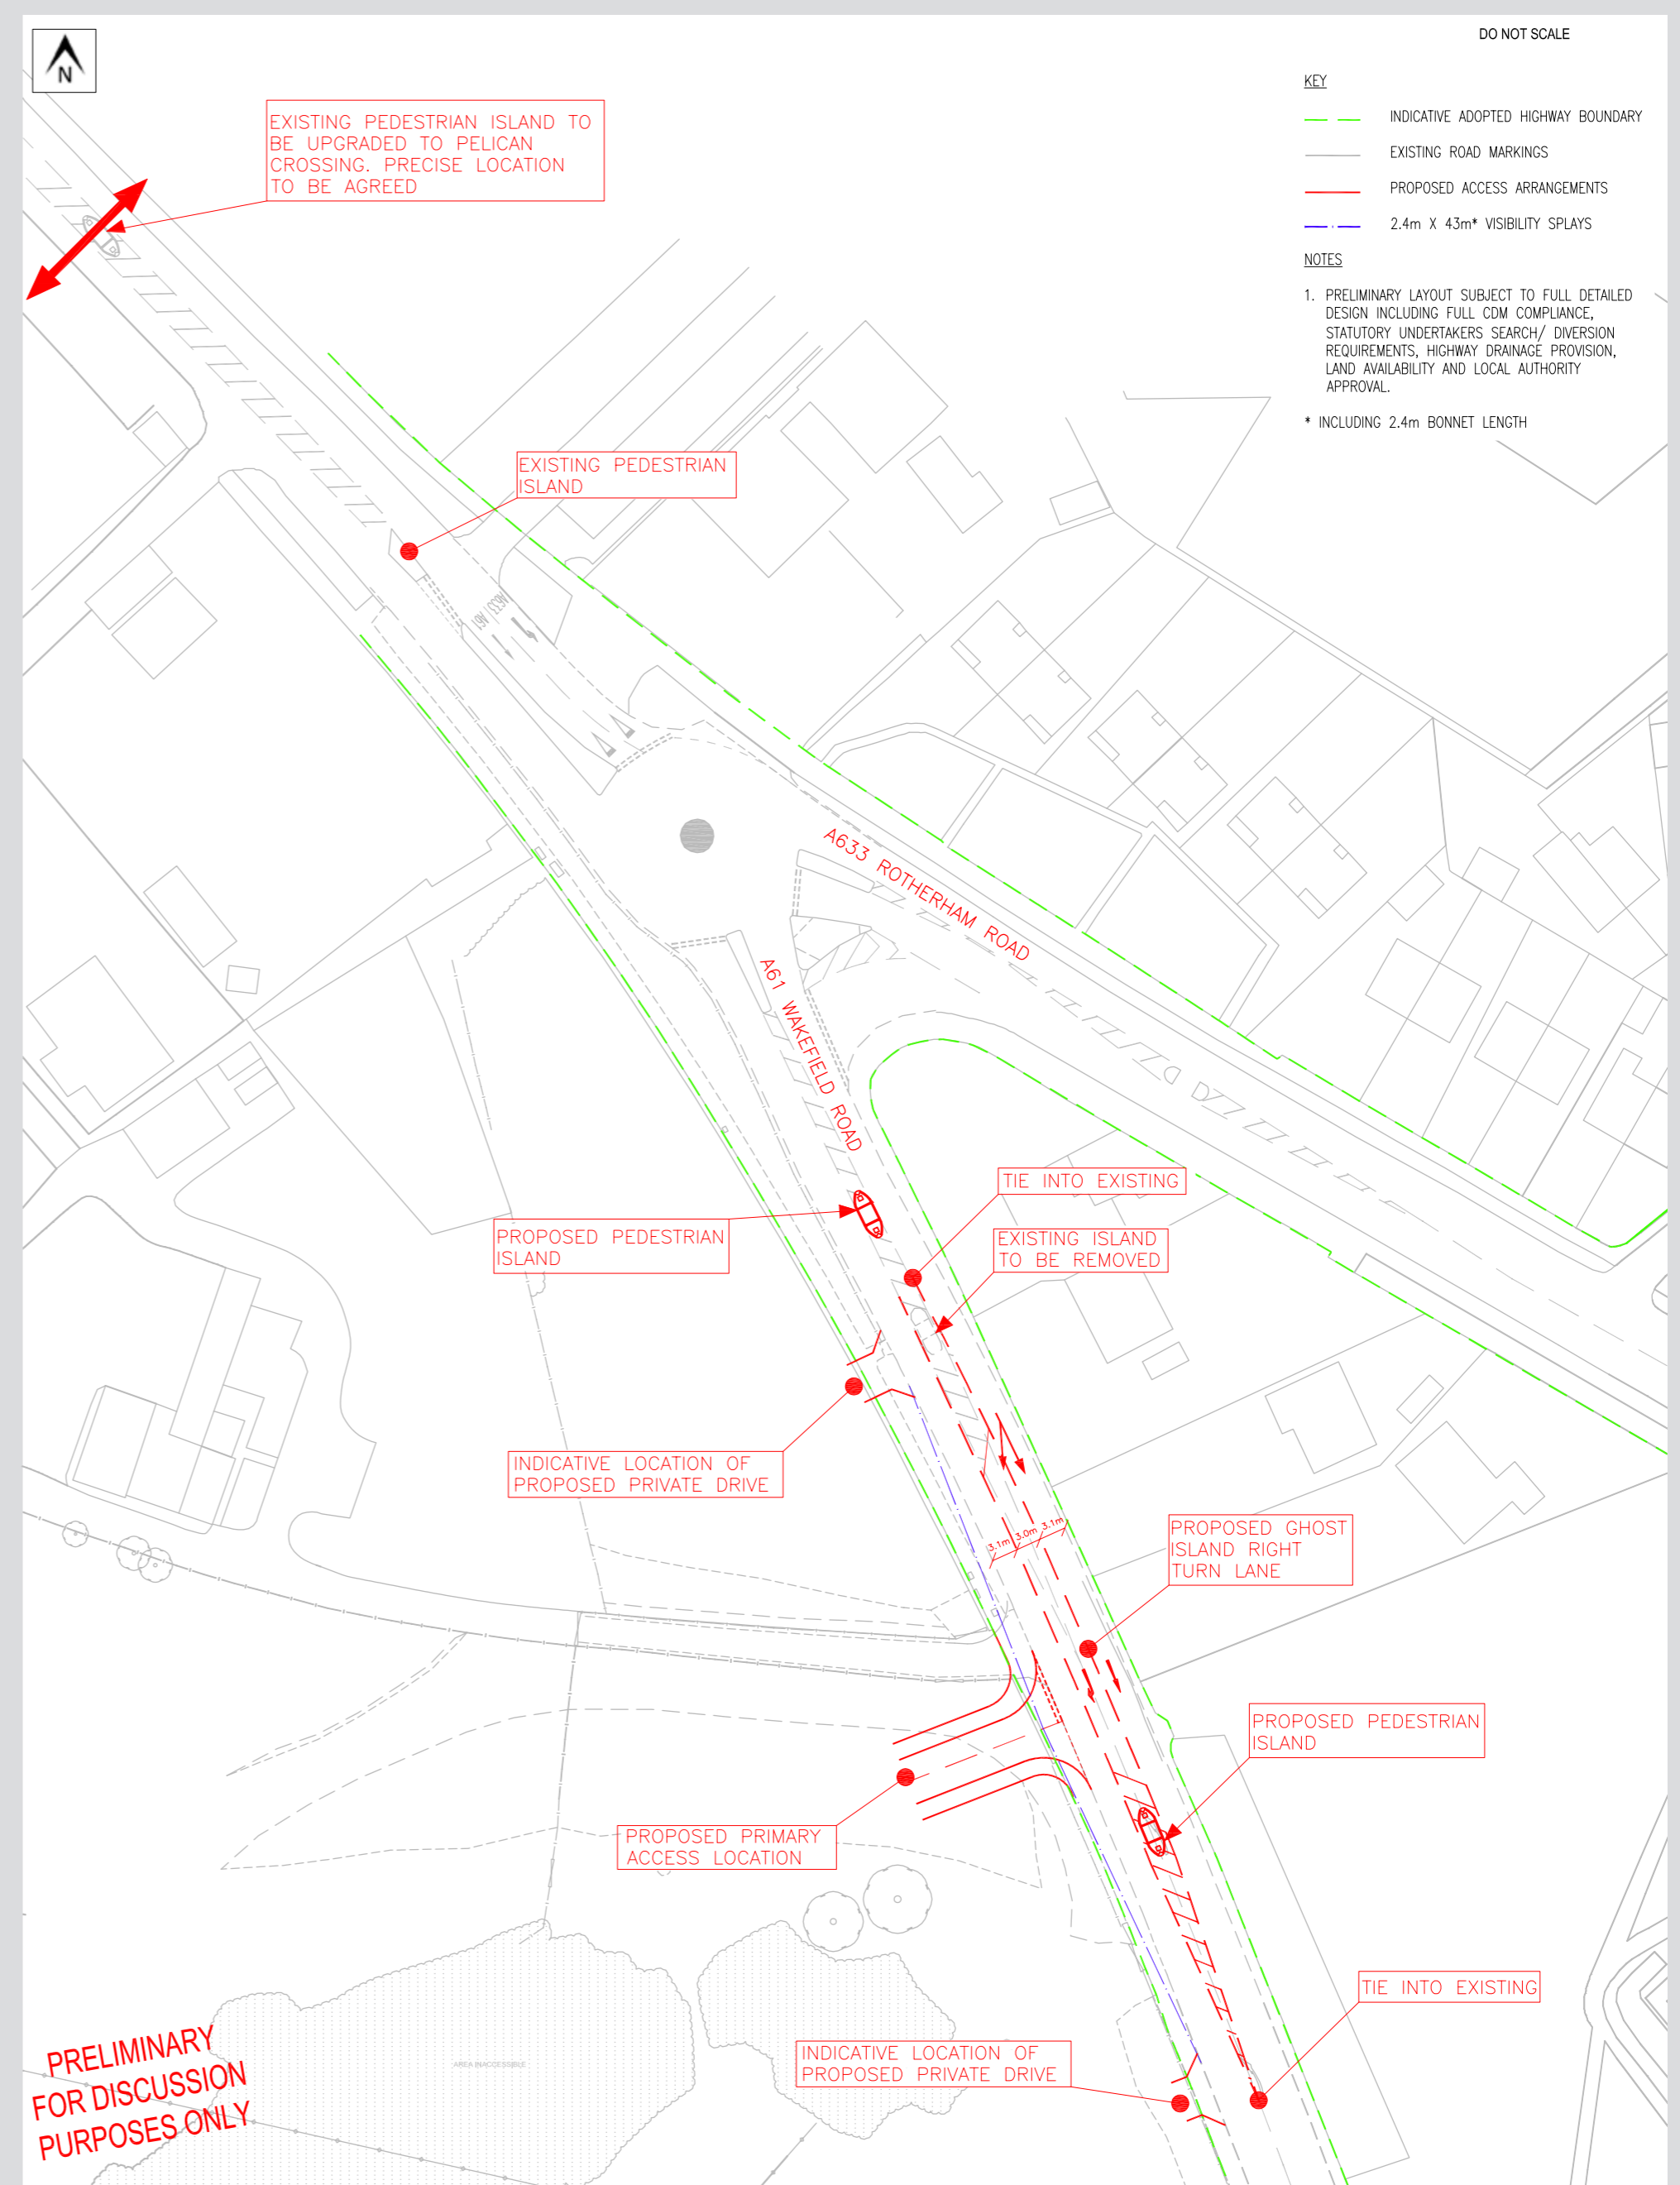 N
DO NOT SCALE
KEY
INDICATIVE ADOPTED HIGHWAY BOUNDARY
EXISTING ROAD MARKINGS
PROPOSED ACCESS ARRANGEMENTS
2.4m X 43m* VISIBILITY SPLAYS
NOTES
1. PRELIMINARY LAYOUT SUBJECT TO FULL DETAILED
DESIGN INCLUDING FULL CDM COMPLIANCE,
STATUTORY UNDERTAKERS SEARCH/ DIVERSION
REQUIREMENTS, HIGHWAY DRAINAGE PROVISION,
LAND AVAILABILITY AND LOCAL AUTHORITY
APPROVAL.
* INCLUDING 2.4m BONNET LENGTH
EXISTING PEDESTRIAN ISLAND TO
BE UPGRADED TO PELICAN
CROSSING. PRECISE LOCATION
TO BE AGREED
EXISTING PEDESTRIAN
ISLAND
A633
A61
A633 ROTHERHAM ROAD
A61 WAKEFIELD ROAD
TIE INTO EXISTING
PROPOSED PEDESTRIAN
ISLAND
EXISTING ISLAND
TO BE REMOVED
INDICATIVE LOCATION OF
PROPOSED PRIVATE DRIVE
3.1m 3.0m 3.1m
PROPOSED GHOST
ISLAND RIGHT
TURN LANE
PROPOSED PEDESTRIAN
ISLAND
PROPOSED PRIMARY
ACCESS LOCATION
TIE INTO EXISTING
INDICATIVE LOCATION OF
PROPOSED PRIVATE DRIVE
AREA INACCESSIBLE
PRELIMINARY
FOR DISCUSSION
PURPOSES ONLY